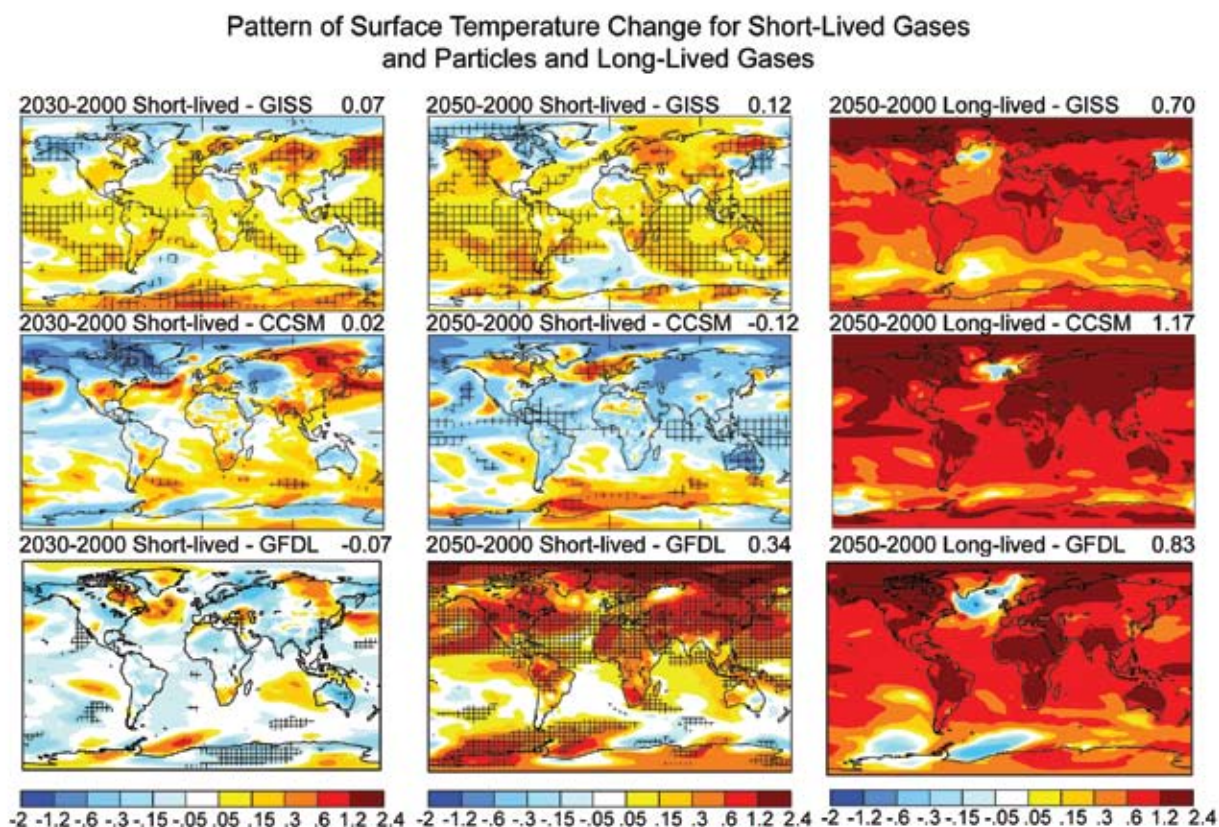 Pattern of Surface Temperature Change for Short-Lived Gases
and Particles and Long-Lived Gases
2030-2000 Short-lived - GISS 0.07
2050-2000 Short-lived - GISS 0.12
2050-2000 Long-lived - GISS 0.70
2030-2000 Short-lived - CCSM 0.02
2050-2000 Short-lived - CCSM -0.12
2050-2000 Long-lived - CCSM 1.17
2030-2000 Short-lived - GFDL -0.07
2050-2000 Short-lived - GFDL 0.34
2050-2000 Long-lived - GFDL 0.83
-2 -1.2 -.6 -.3 -.15 -.05 .05 .15 .3 .6 1.2 2.4
-2 -1.2 -.6 -.3 -.15 -.05 .05 .15 .3 .6 1.2 2.4
-2 -1.2 -.6 -.3 -.15 -.05 .05 .15 .3 .6 1.2 2.4